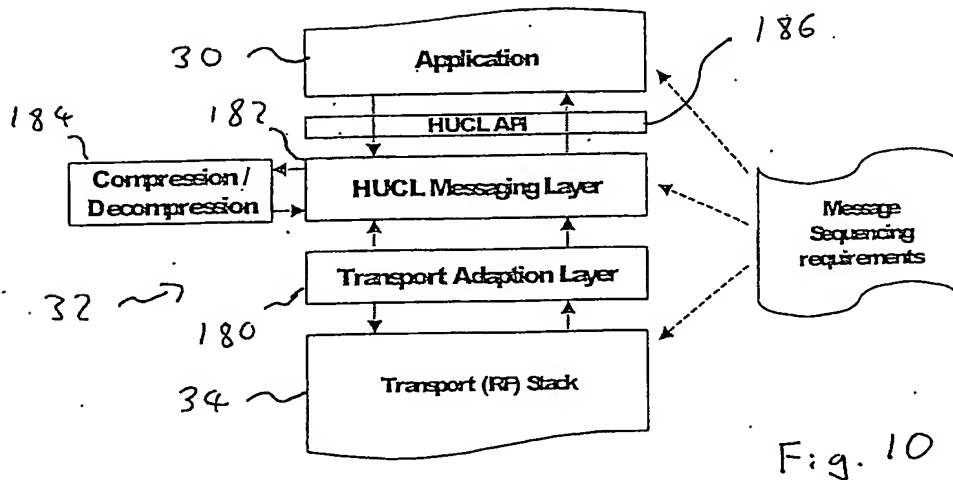 186
30
Application
184
182
HUCL API
Compression /
Decompression
HUCL Messaging Layer
Message
Sequencing
requirements
Transport Adaption Layer
32
180
Transport (RF) Stack
34
Fig. 10